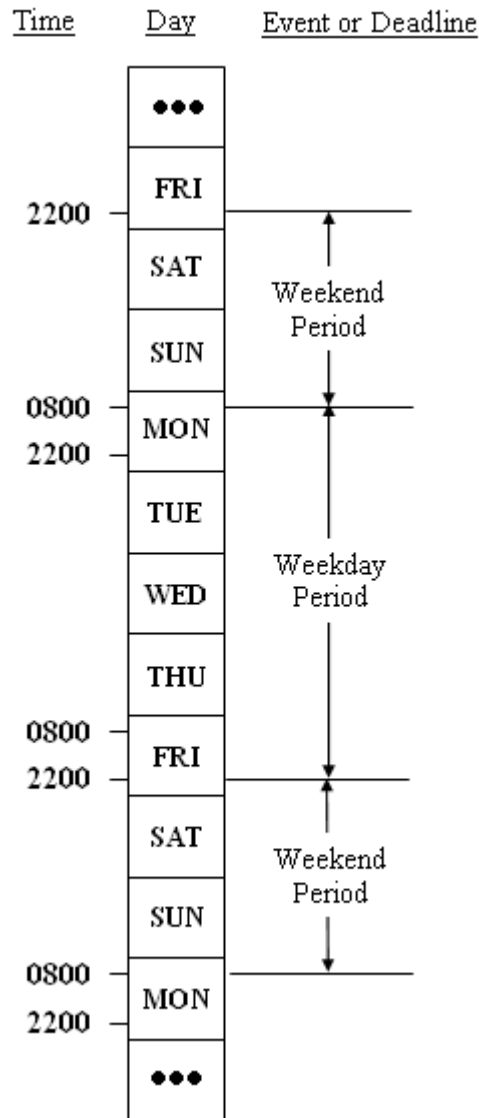 Time Day Event or Deadline
•••
FRI
2200
SAT
Weekend
Period
SUN
0800
MON
2200
TUE
Weekday
Period
WED
THU
0800
FRI
2200
SAT
Weekend
Period
SUN
0800
MON
2200
•••